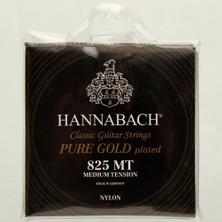 HANNABACH
Classic Guitar Strings
PURE GOLD plated
825 MT
MEDIUM TENSION
MADE IN GERMANY
NYLON